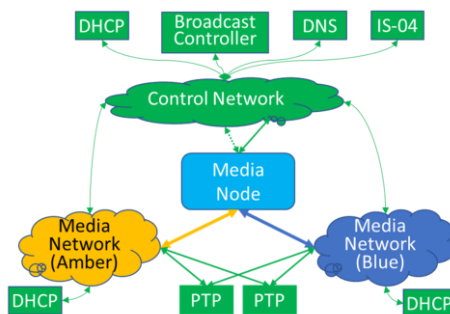 DHCP
Broadcast
Controller
DNS
IS-04
Control Network
Media
Node
Media
Network
(Amber)
Media
Network
(Blue)
DHCP
PTP
PTP
DHCP